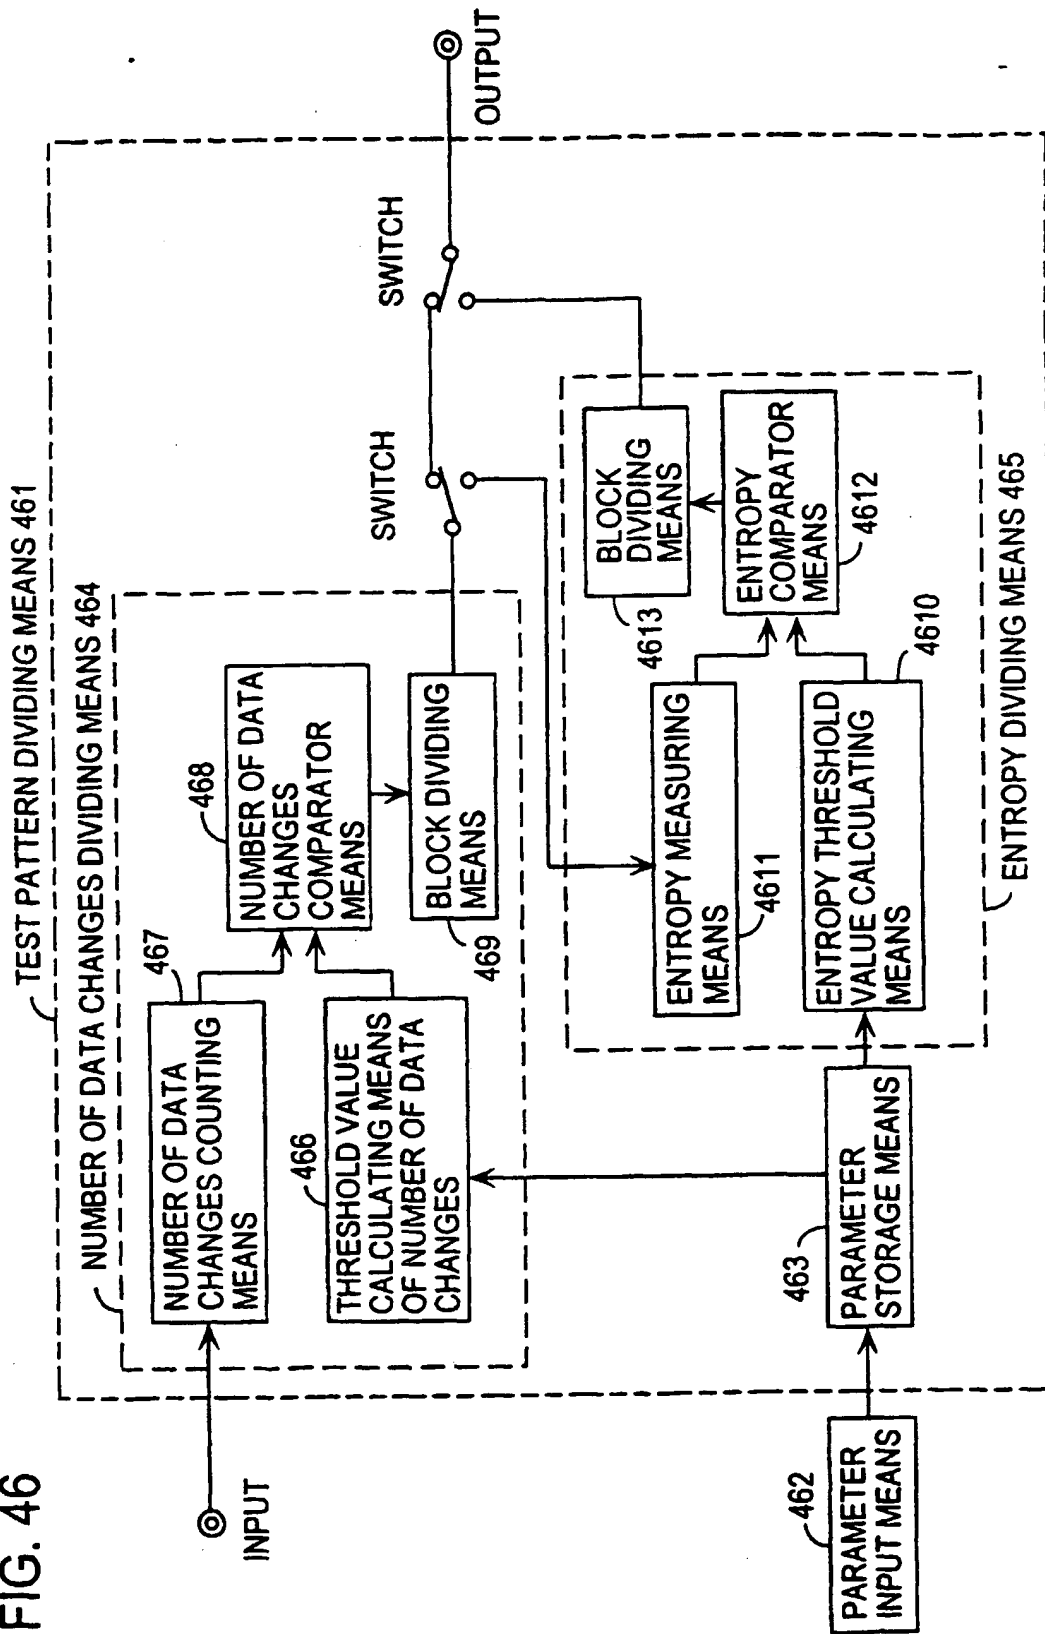 FIG. 46
TEST PATTERN DIVIDING MEANS 461
NUMBER OF DATA CHANGES DIVIDING MEANS 464
INPUT
467
NUMBER OF DATA
CHANGES COUNTING
MEANS
466
THRESHOLD VALUE
CALCULATING MEANS
OF NUMBER OF DATA
CHANGES
468
NUMBER OF DATA
CHANGES
COMPARATOR
MEANS
BLOCK DIVIDING
MEANS
469
SWITCH
SWITCH
OUTPUT
462
PARAMETER
INPUT MEANS
463
PARAMETER
STORAGE MEANS
ENTROPY MEASURING
MEANS
4611
ENTROPY THRESHOLD
VALUE CALCULATING
MEANS
4610
BLOCK
DIVIDING
MEANS
4613
ENTROPY
COMPARATOR
MEANS
4612
ENTROPY DIVIDING MEANS 465